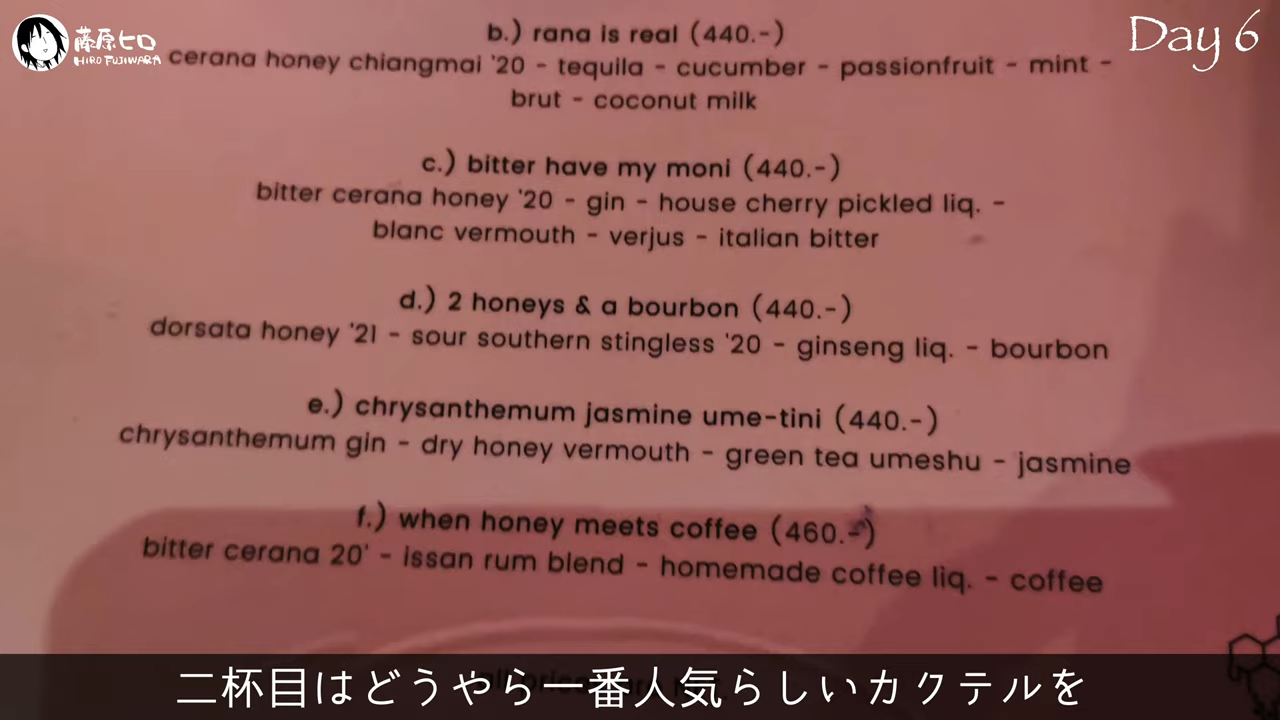 藤原ヒロ
HIRO FUJIWARA
Day 6
b.) rana is real (440.-)
cerana honey chiangmai '20 - tequila - cucumber - passionfruit - mint -
brut - coconut milk
c.) bitter have my moni (440.-)
bitter cerana honey '20 - gin - house cherry pickled liq. -
blanc vermouth - verjus - italian bitter
d.) 2 honeys & a bourbon (440.-)
dorsata honey '21 - sour southern stingless '20 - ginseng liq. - bourbon
e.) chrysanthemum jasmine ume-tini (440.-)
chrysanthemum gin - dry honey vermouth - green tea umeshu - jasmine
f.) when honey meets coffee (460.-)
bitter cerana 20' - issan rum blend - homemade coffee liq. - coffee
二杯目はどうやら一番人気らしいカクテルを